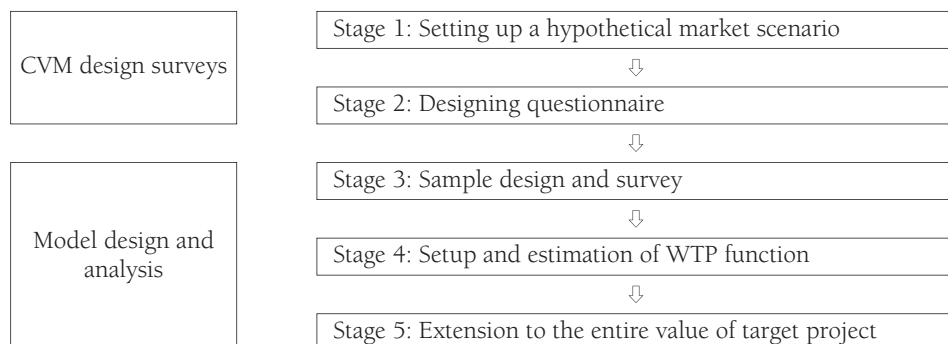 CVM design surveys
Stage 1: Setting up a hypothetical market scenario
Stage 2: Designing questionnaire
Model design and
analysis
Stage 3: Sample design and survey
Stage 4: Setup and estimation of WTP function
Stage 5: Extension to the entire value of target project